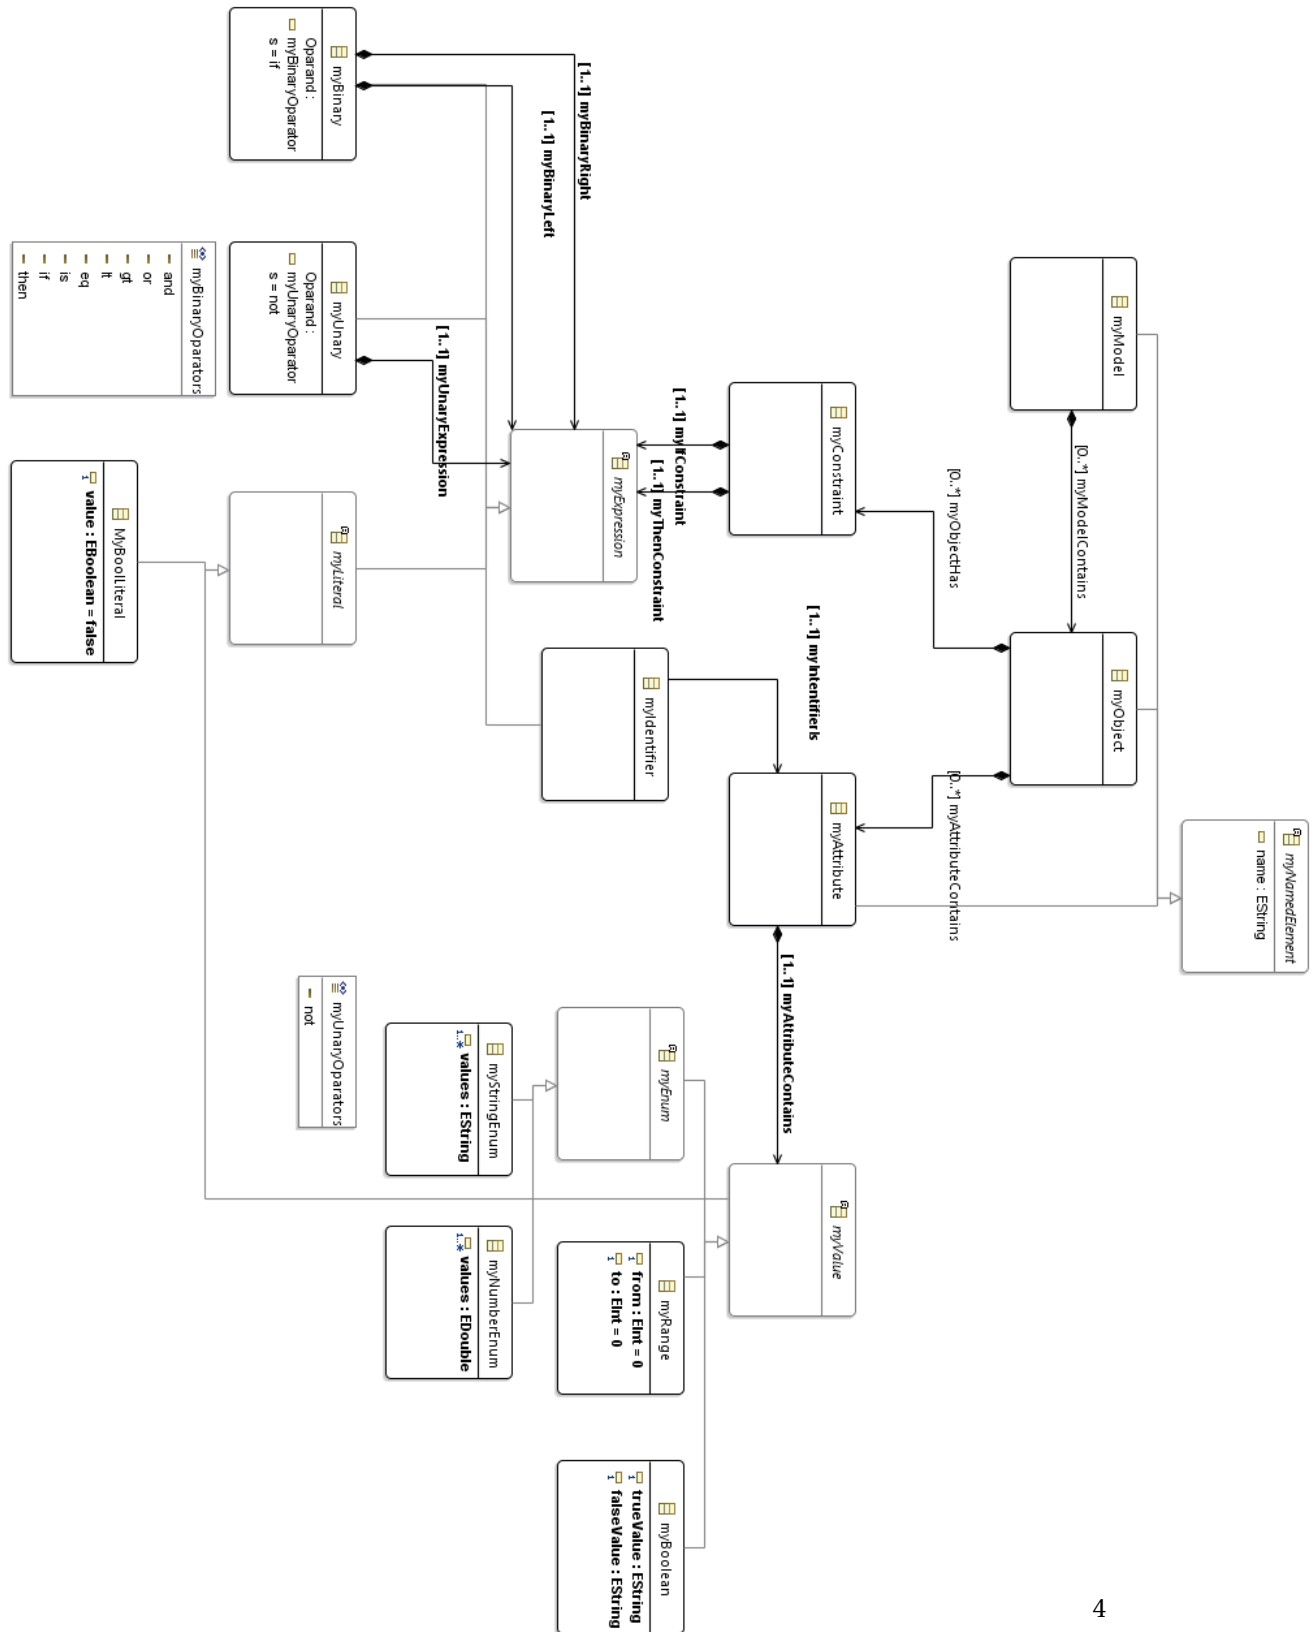 myNamedElement
name : EString
myModel
myObject
[0..*] myModelContains
[0..*] myObjectHas
[0..*] myAttributeContains
myConstraint
myAttribute
myValue
[1..1] myIntentifierIs
[1..1] myAttributeContains
[1..1] myIfConstraint
[1..1] myThenConstraint
myExpression
myIdentifier
myEnum
myRange
from : EInt = 0
to : EInt = 0
myBoolean
trueValue : EString
falseValue : EString
[1..1] myBinaryRight
[1..1] myBinaryLeft
[1..1] myUnaryExpression
myStringEnum
values : EString
1..*
myNumberEnum
values : EDouble
1..*
myBinary
Oparand :
myBinaryOparator
s = if
myUnary
Oparand :
myUnaryOparator
s = not
myLiteral
myUnaryOparators
not
myBinaryOparators
and
or
gt
lt
eq
is
if
then
MyBoolLiteral
value : EBoolean = false
4